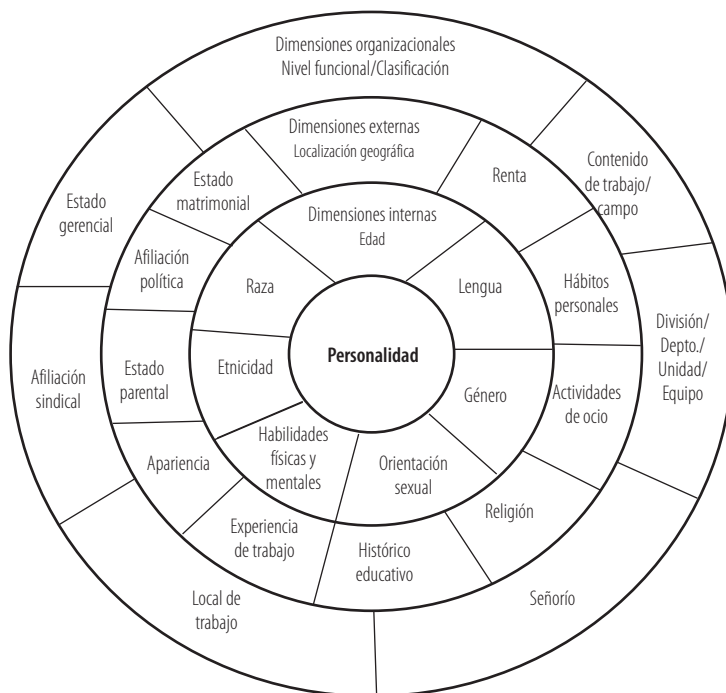 Dimensiones organizacionales
Nivel funcional/Clasificación
Contenido
de trabajo/
campo
División/
Depto./
Unidad/
Equipo
Señorío
Local de
trabajo
Afiliación
sindical
Estado
gerencial
Dimensiones externas
Localización geográfica
Renta
Hábitos
personales
Actividades
de ocio
Religión
Histórico
educativo
Experiencia
de trabajo
Apariencia
Estado
parental
Afiliación
política
Estado
matrimonial
Dimensiones internas
Edad
Lengua
Género
Orientación
sexual
Habilidades
físicas y
mentales
Etnicidad
Raza
Personalidad